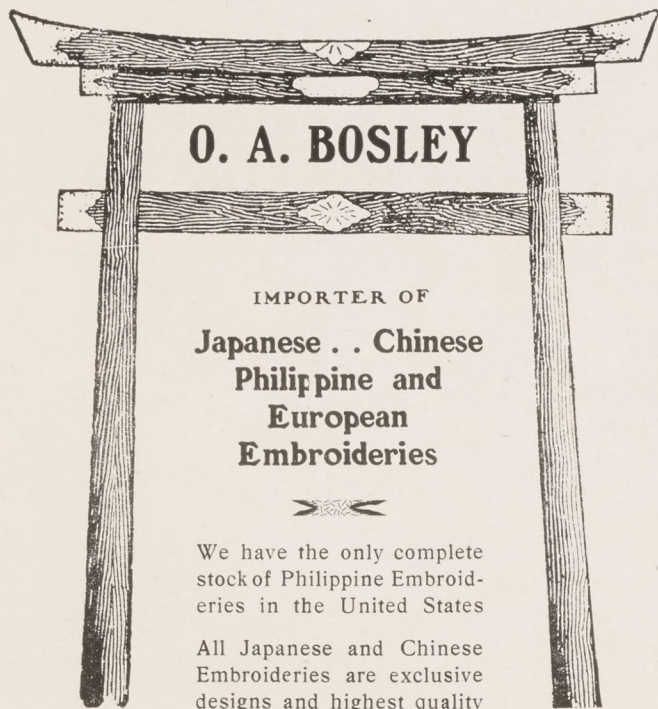 O. A. BOSLEY
IMPORTER OF
Japanese . . Chinese
Philippine and
European
Embroideries
We have the only complete
stock of Philippine Embroid-
eries in the United States
All Japanese and Chinese
Embroideries are exclusive
designs and highest quality